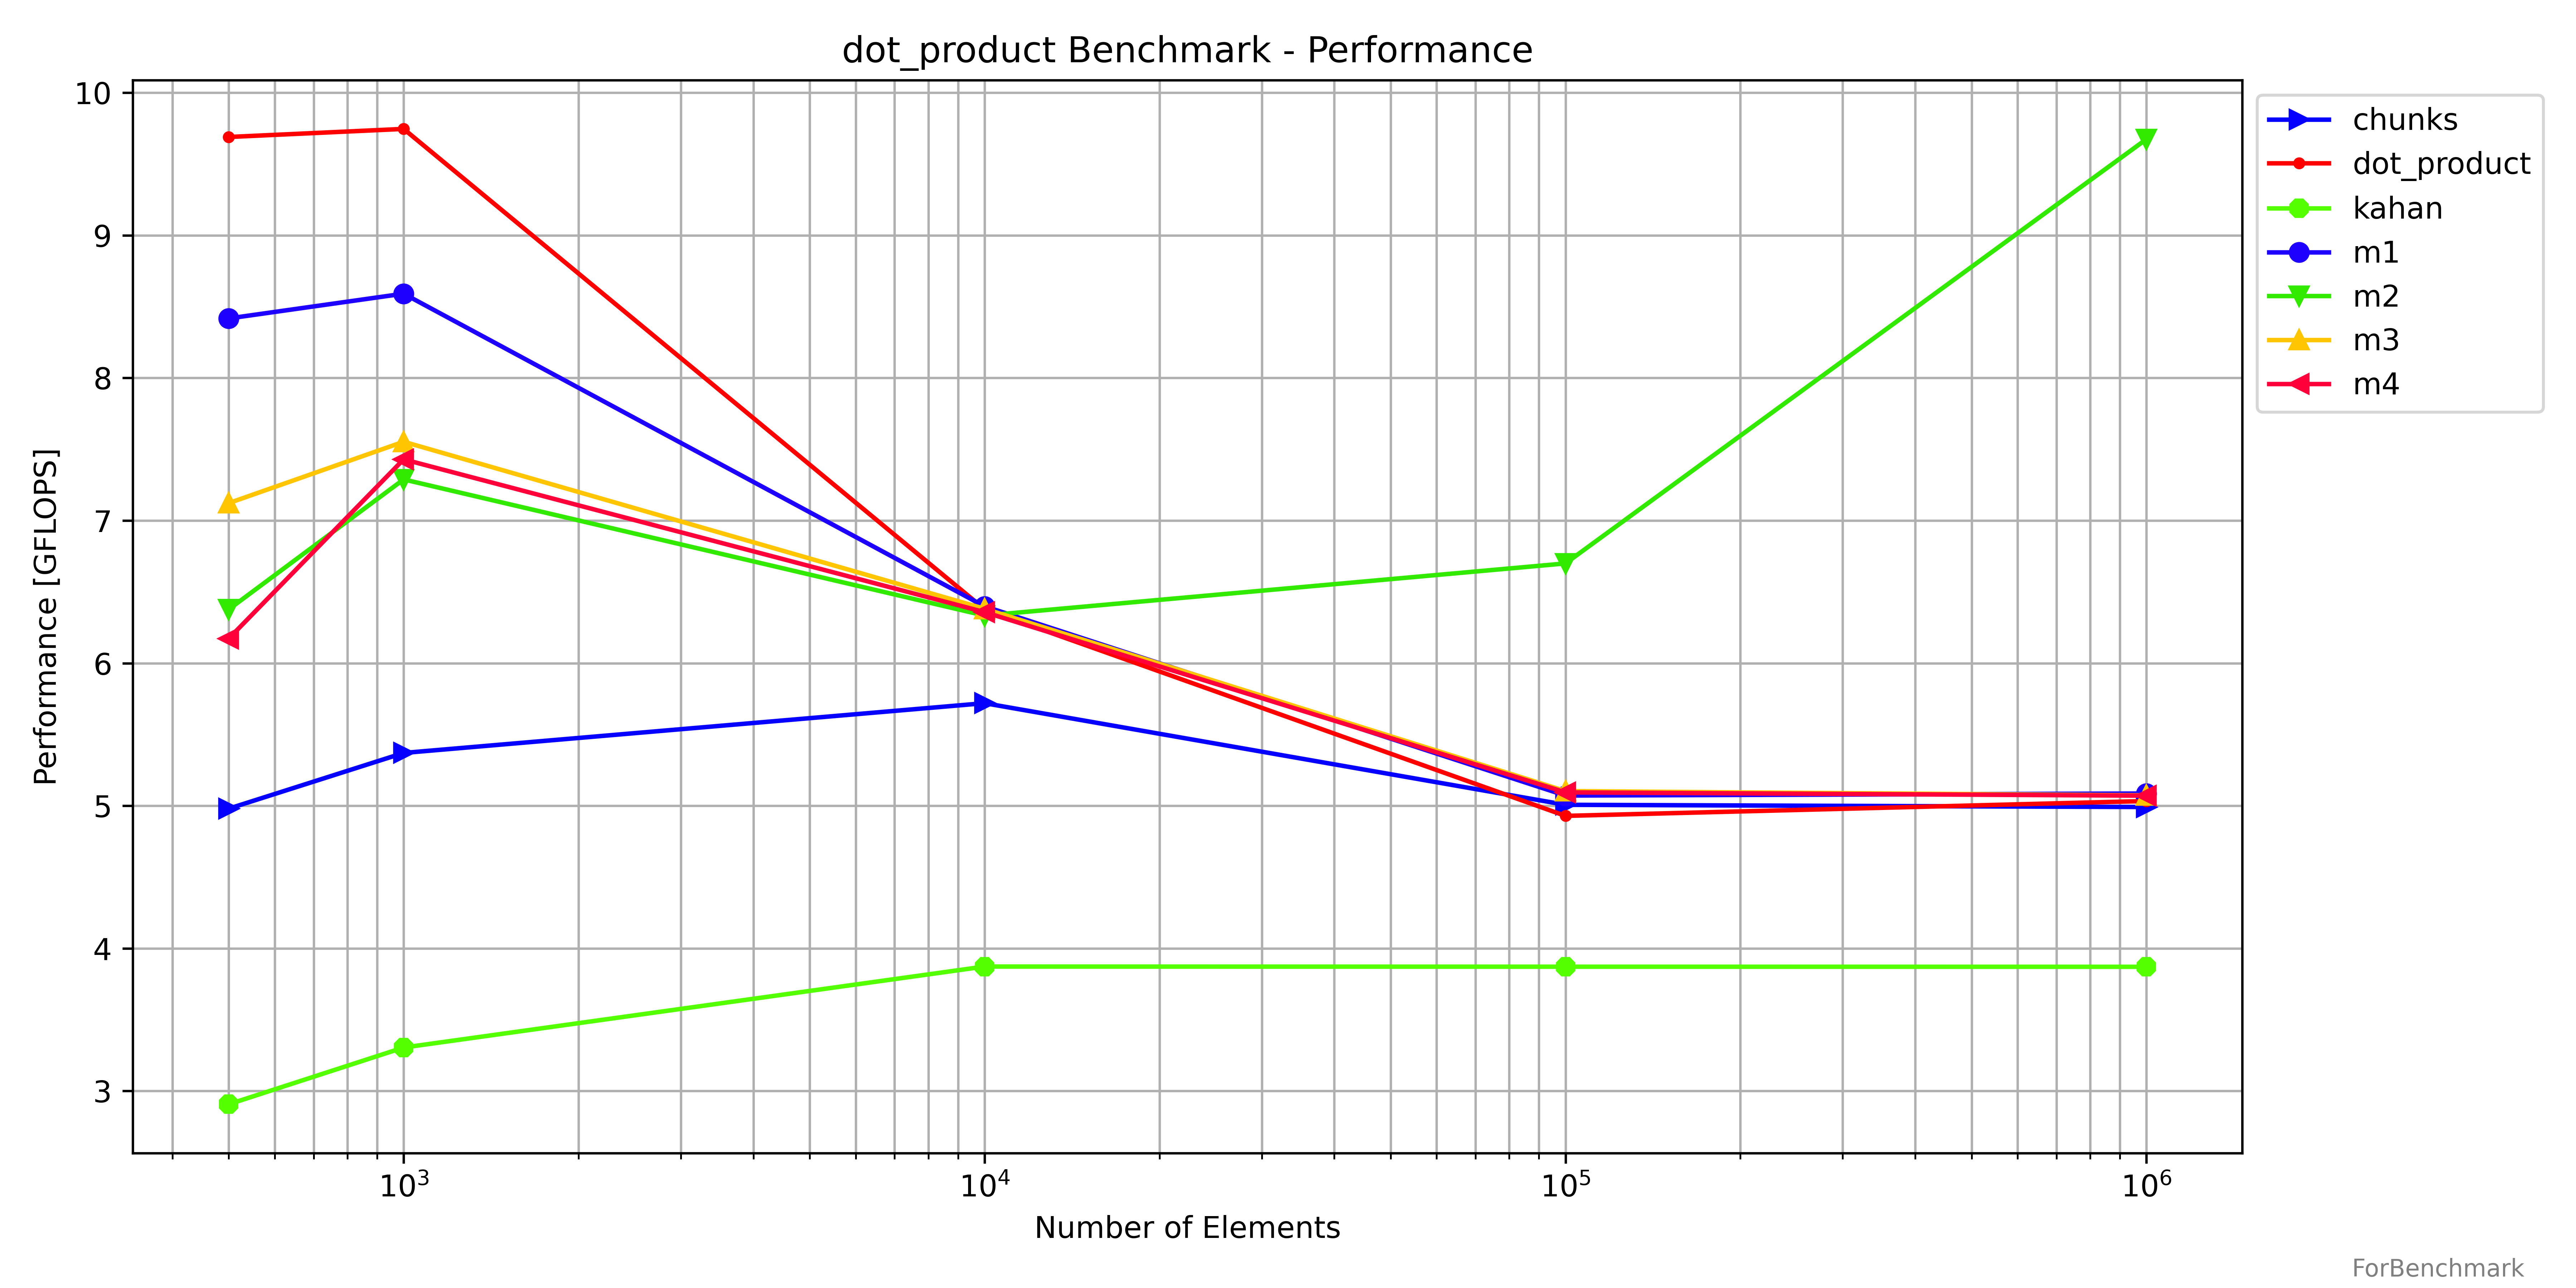 dot_product Benchmark - Performance
10
9
8
7
6
5
4
3
Performance [GFLOPS]
10³
10⁴
10⁵
10⁶
Number of Elements
chunks
dot_product
kahan
m1
m2
m3
m4
ForBenchmark